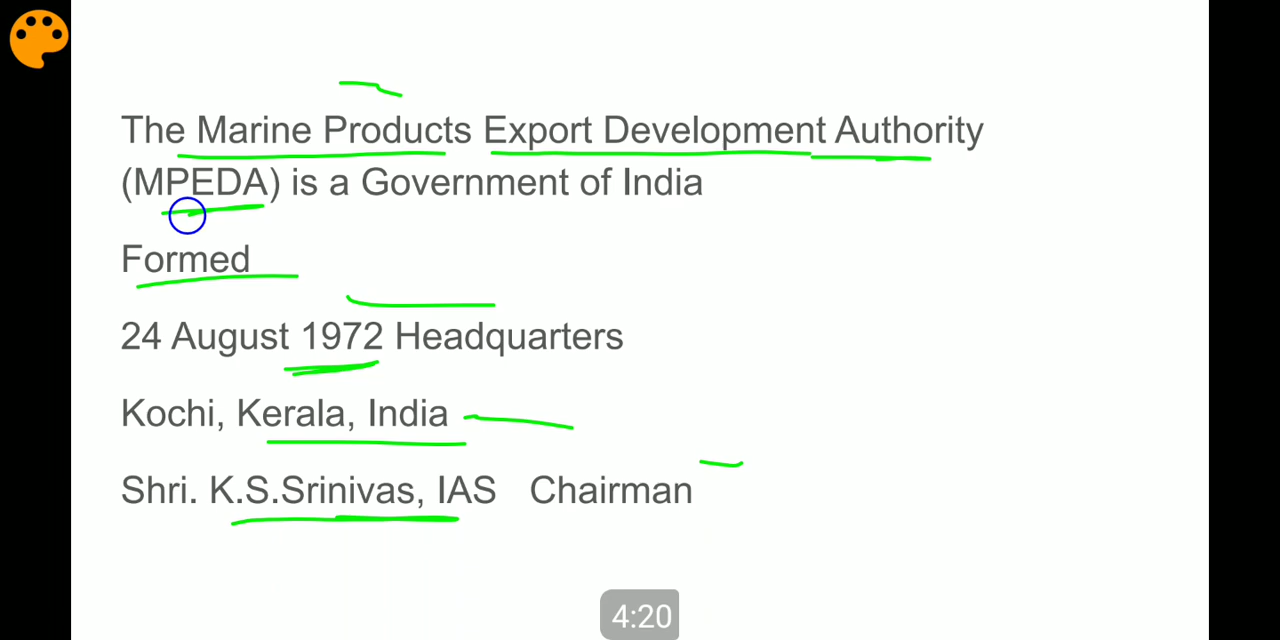 The Marine Products Export Development Authority
(MPEDA) is a Government of India
Formed
24 August 1972 Headquarters
Kochi, Kerala, India
Shri. K.S.Srinivas, IAS Chairman
4:20